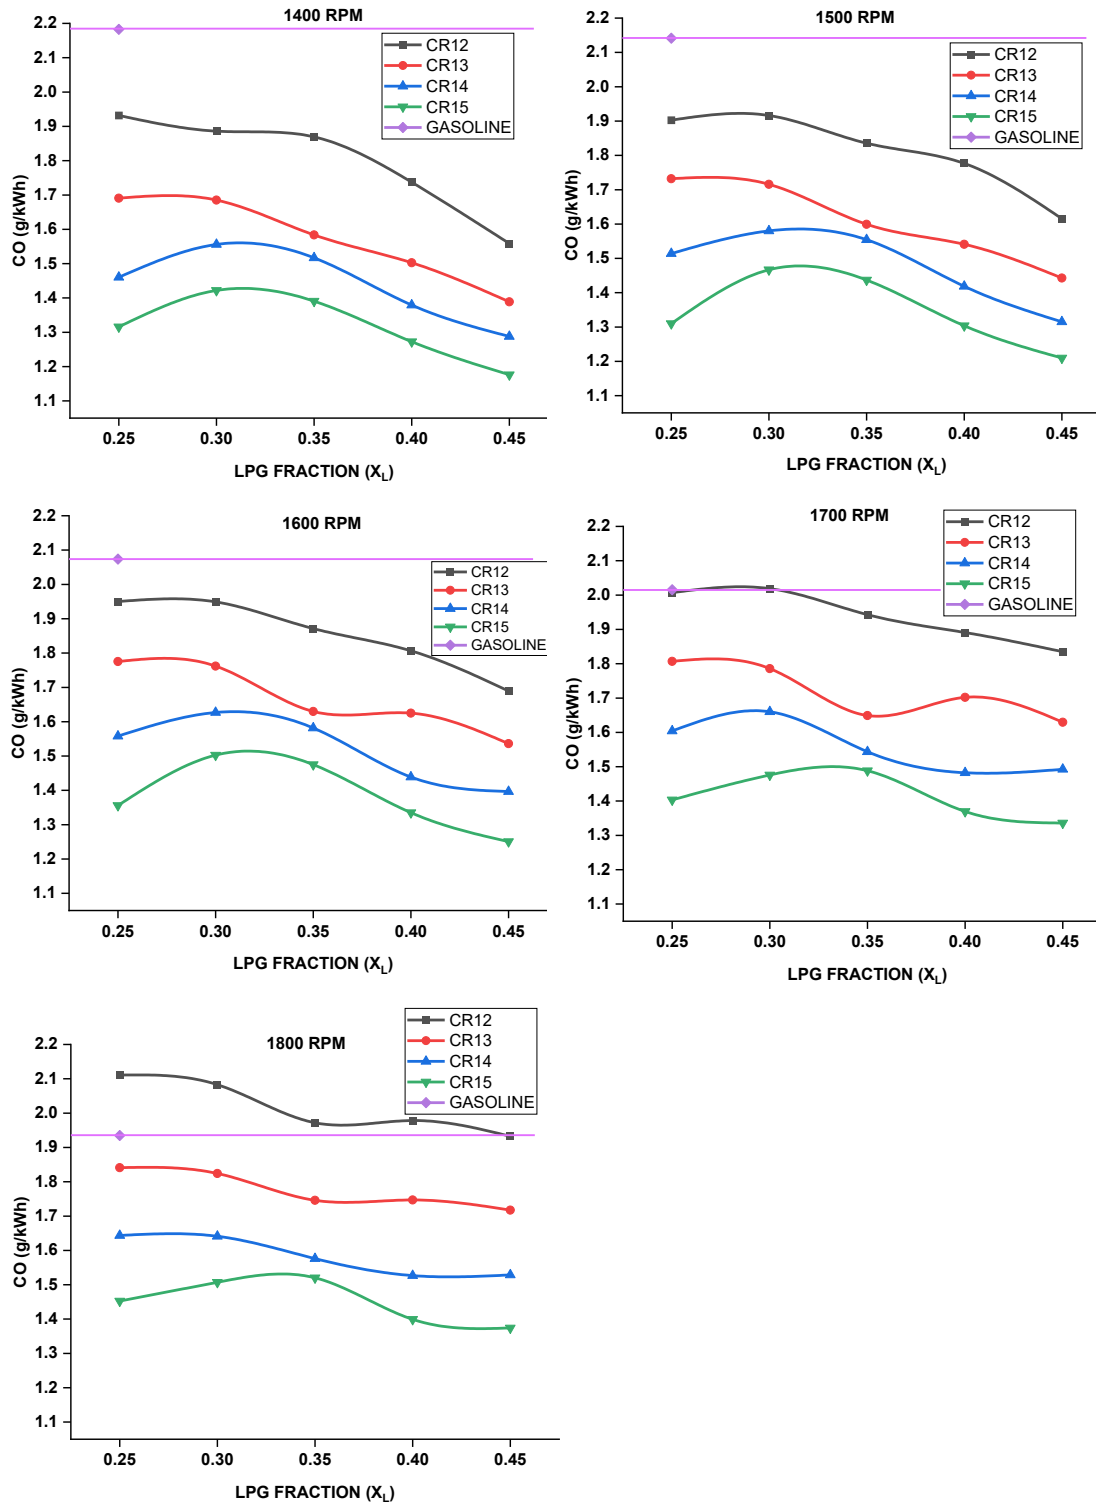 1400 RPM
CR12
CR13
CR14
CR15
GASOLINE
2.2
2.1
2.0
1.9
1.8
1.7
1.6
1.5
1.4
1.3
1.2
1.1
CO (g/kWh)
0.25 0.30 0.35 0.40 0.45
LPG FRACTION (X_L)
1500 RPM
CR12
CR13
CR14
CR15
GASOLINE
2.2
2.1
2.0
1.9
1.8
1.7
1.6
1.5
1.4
1.3
1.2
1.1
CO (g/kWh)
0.25 0.30 0.35 0.40 0.45
LPG FRACTION (X_L)
1600 RPM
CR12
CR13
CR14
CR15
GASOLINE
2.2
2.1
2.0
1.9
1.8
1.7
1.6
1.5
1.4
1.3
1.2
1.1
CO (g/kWh)
0.25 0.30 0.35 0.40 0.45
LPG FRACTION (X_L)
1700 RPM
CR12
CR13
CR14
CR15
GASOLINE
2.2
2.1
2.0
1.9
1.8
1.7
1.6
1.5
1.4
1.3
1.2
1.1
CO (g/kWh)
0.25 0.30 0.35 0.40 0.45
LPG FRACTION (X_L)
1800 RPM
CR12
CR13
CR14
CR15
GASOLINE
2.2
2.1
2.0
1.9
1.8
1.7
1.6
1.5
1.4
1.3
1.2
1.1
CO (g/kWh)
0.25 0.30 0.35 0.40 0.45
LPG FRACTION (X_L)